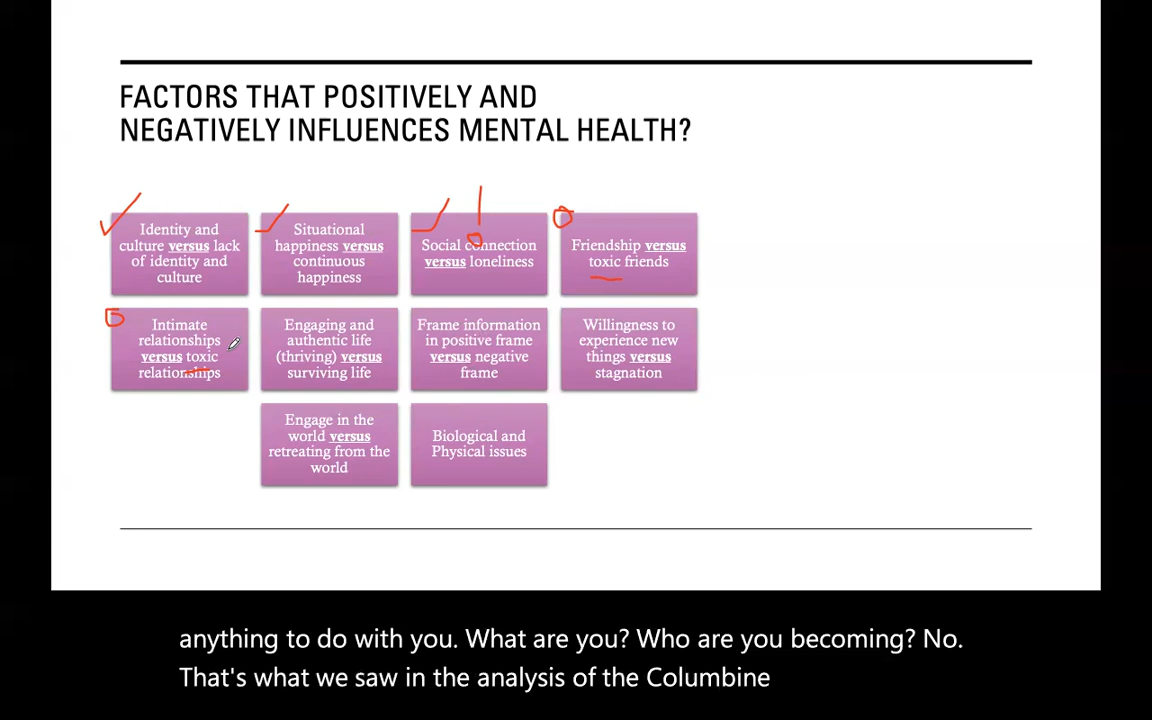 FACTORS THAT POSITIVELY AND
NEGATIVELY INFLUENCES MENTAL HEALTH?
Identity and
culture versus lack
of identity and
culture
Situational
happiness versus
continuous
happiness
Social connection
versus loneliness
Friendship versus
toxic friends
Intimate
relationships
versus toxic
relationships
Engaging and
authentic life
(thriving) versus
surviving life
Frame information
in positive frame
versus negative
frame
Willingness to
experience new
things versus
stagnation
Engage in the
world versus
retreating from the
world
Biological and
Physical issues
anything to do with you. What are you? Who are you becoming? No.
That's what we saw in the analysis of the Columbine